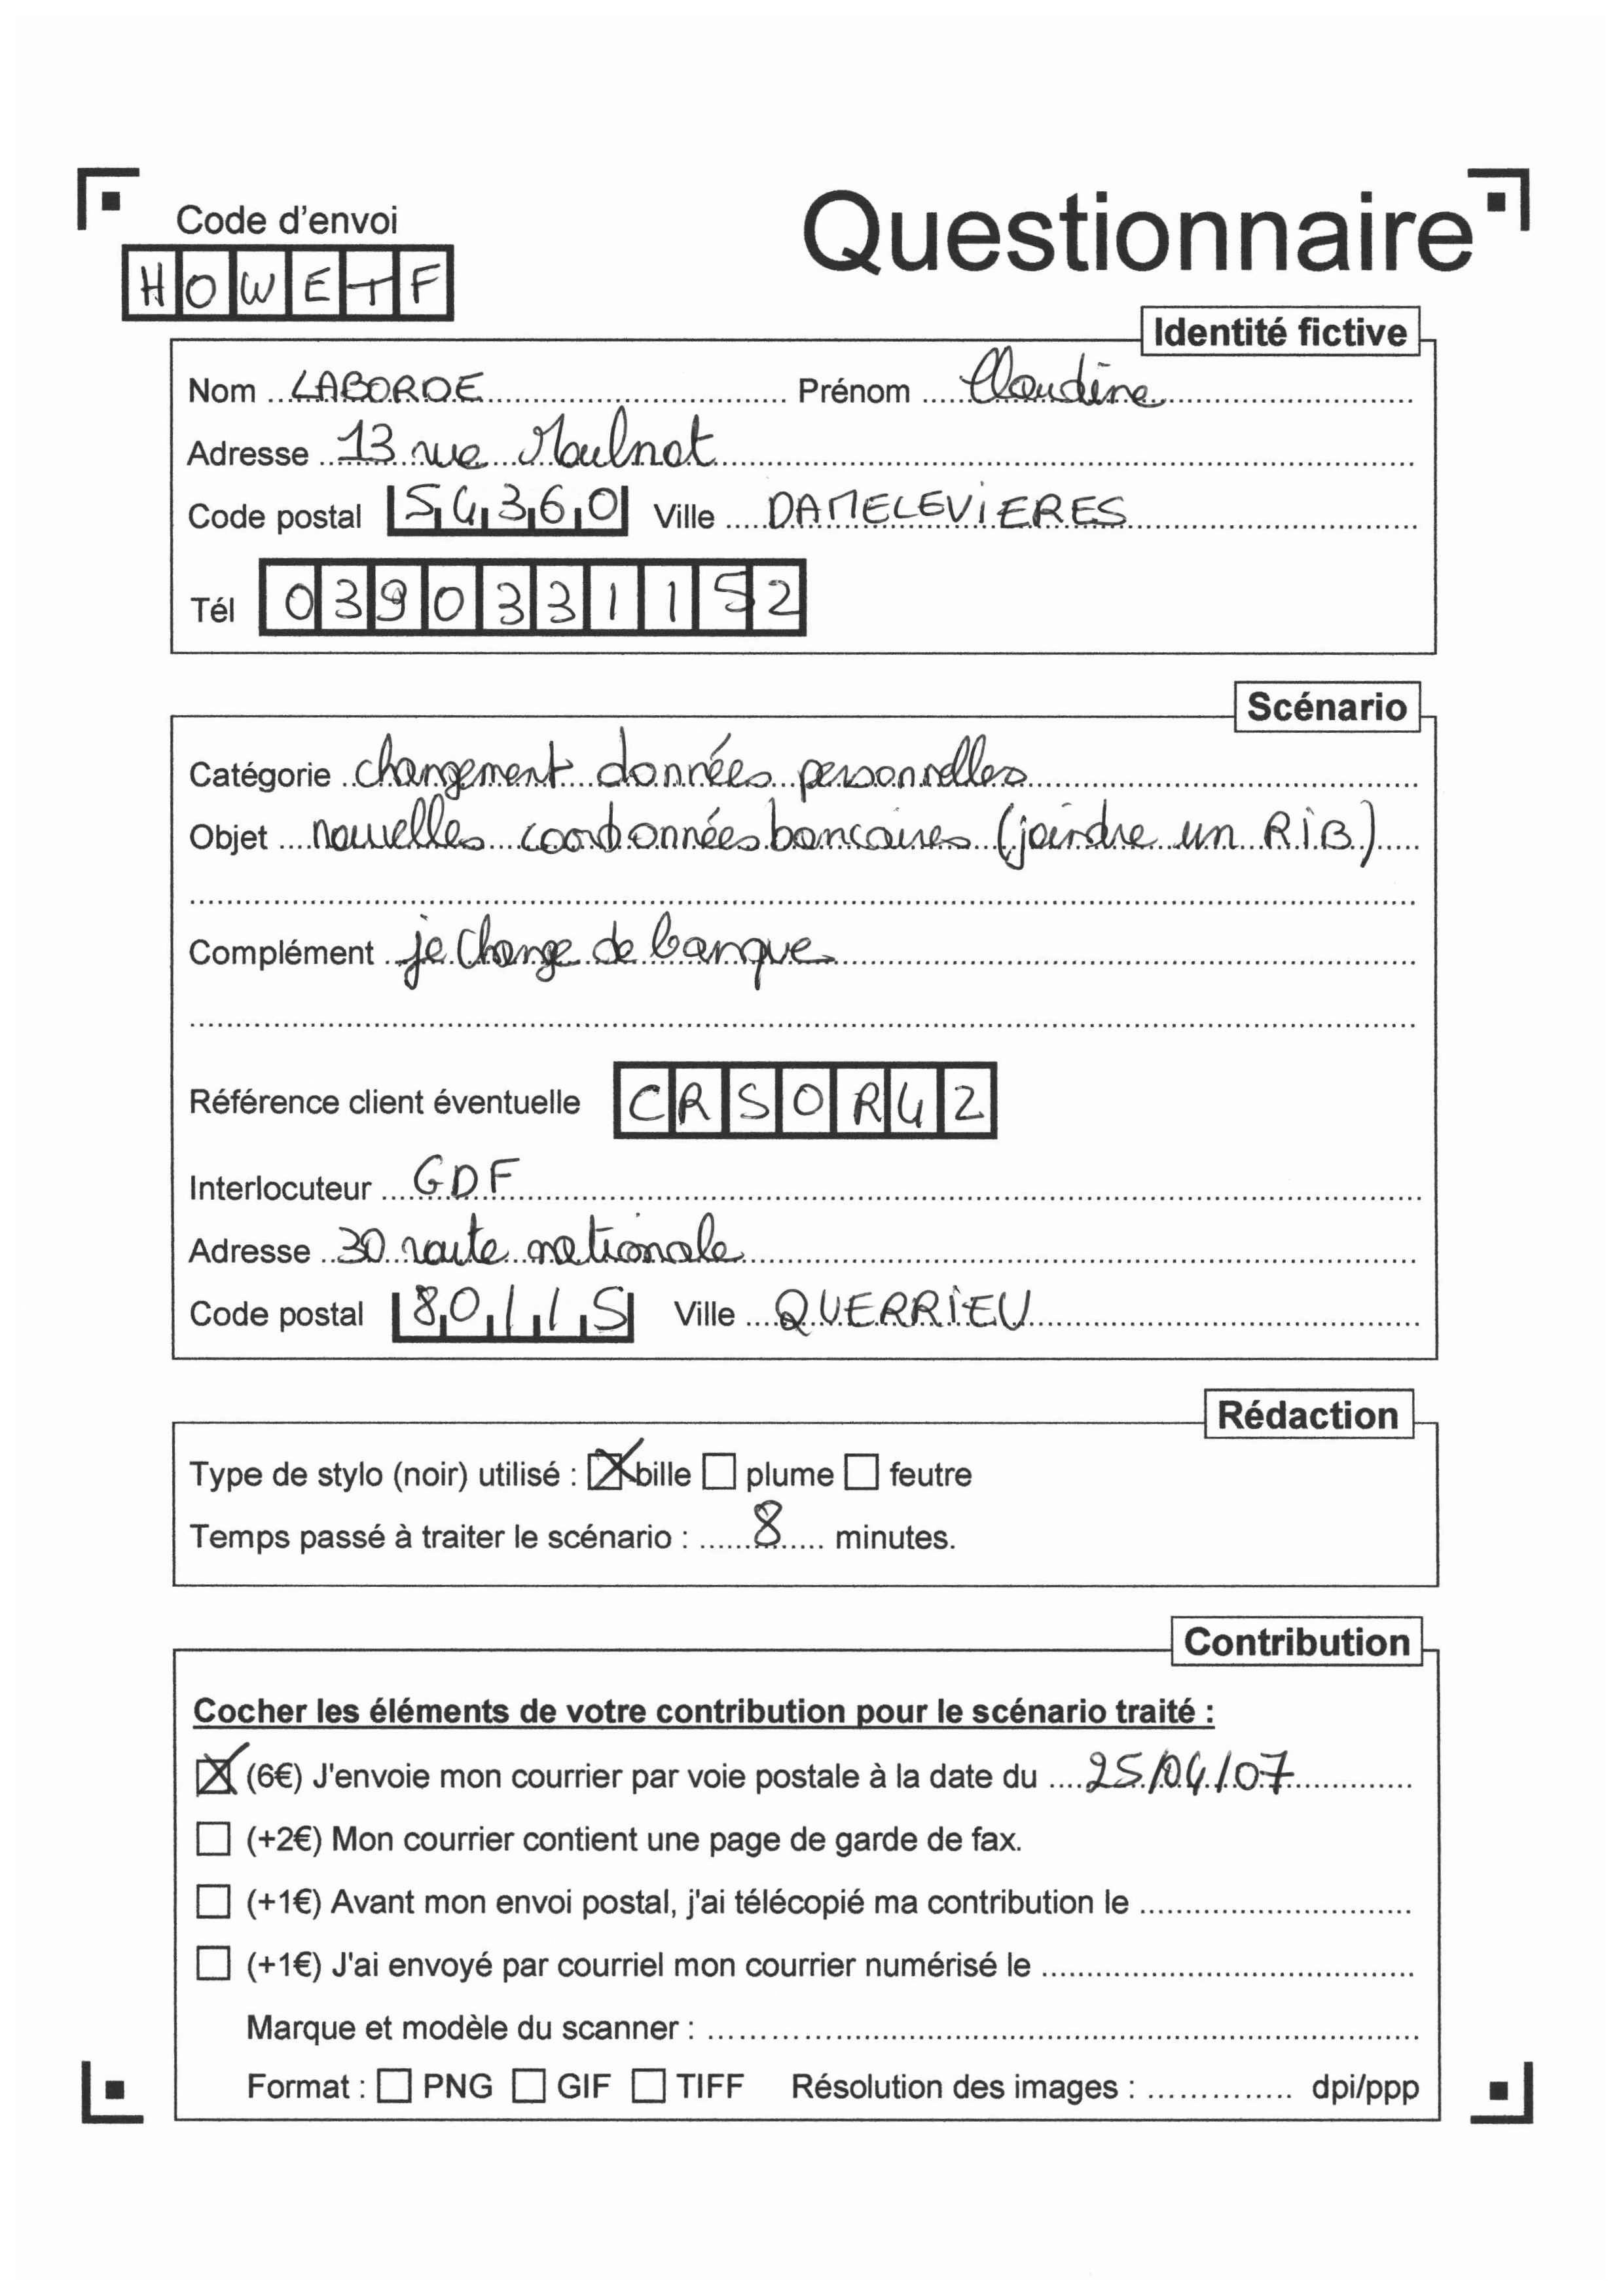 Code d'envoi
Questionnaire
HOWETF
Identité fictive
Nom LABORDE Prénom Claudine
Adresse 13 rue Moulnot
Code postal 54360 Ville DAMELEViERES
Tél 0390331152
Scénario
Catégorie changement données personnelles
Objet nouvelles coordonnées bancaires (joindre un RiB)
Complément je change de banque
Référence client éventuelle CRSOR42
Interlocuteur GDF
Adresse 30 route nationale
Code postal 80115 Ville QUERRiEU
Rédaction
Type de stylo (noir) utilisé : bille plume feutre
Temps passé à traiter le scénario : 8 minutes.
Contribution
Cocher les éléments de votre contribution pour le scénario traité :
(6€) J'envoie mon courrier par voie postale à la date du 25/04/07
(+2€) Mon courrier contient une page de garde de fax.
(+1€) Avant mon envoi postal, j'ai télécopié ma contribution le
(+1€) J'ai envoyé par courriel mon courrier numérisé le
Marque et modèle du scanner :
Format : PNG GIF TIFF Résolution des images : dpi/ppp